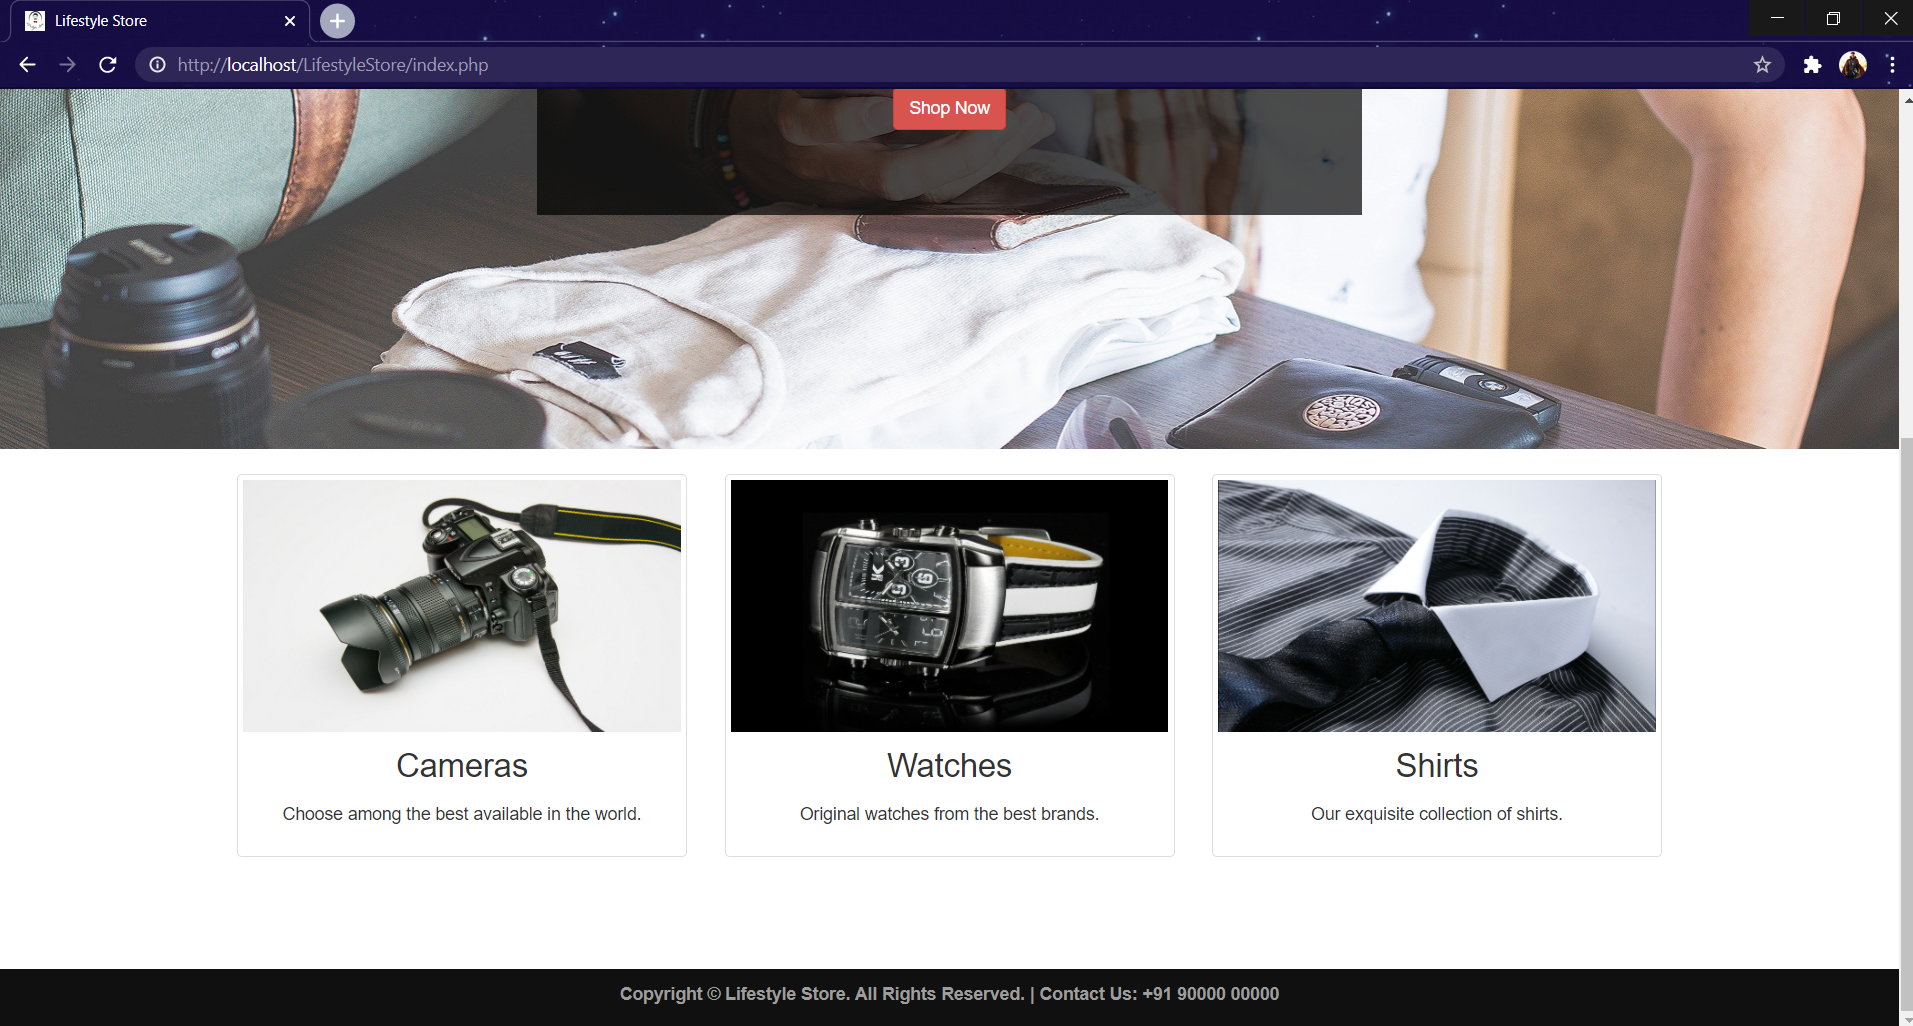 Lifestyle Store
http://localhost/LifestyleStore/index.php
Shop Now
Cameras
Choose among the best available in the world.
Watches
Original watches from the best brands.
Shirts
Our exquisite collection of shirts.
Copyright © Lifestyle Store. All Rights Reserved. | Contact Us: +91 90000 00000